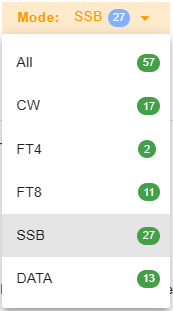 Mode: SSB 27
All 57
CW 17
FT4 2
FT8 11
SSB 27
DATA 13